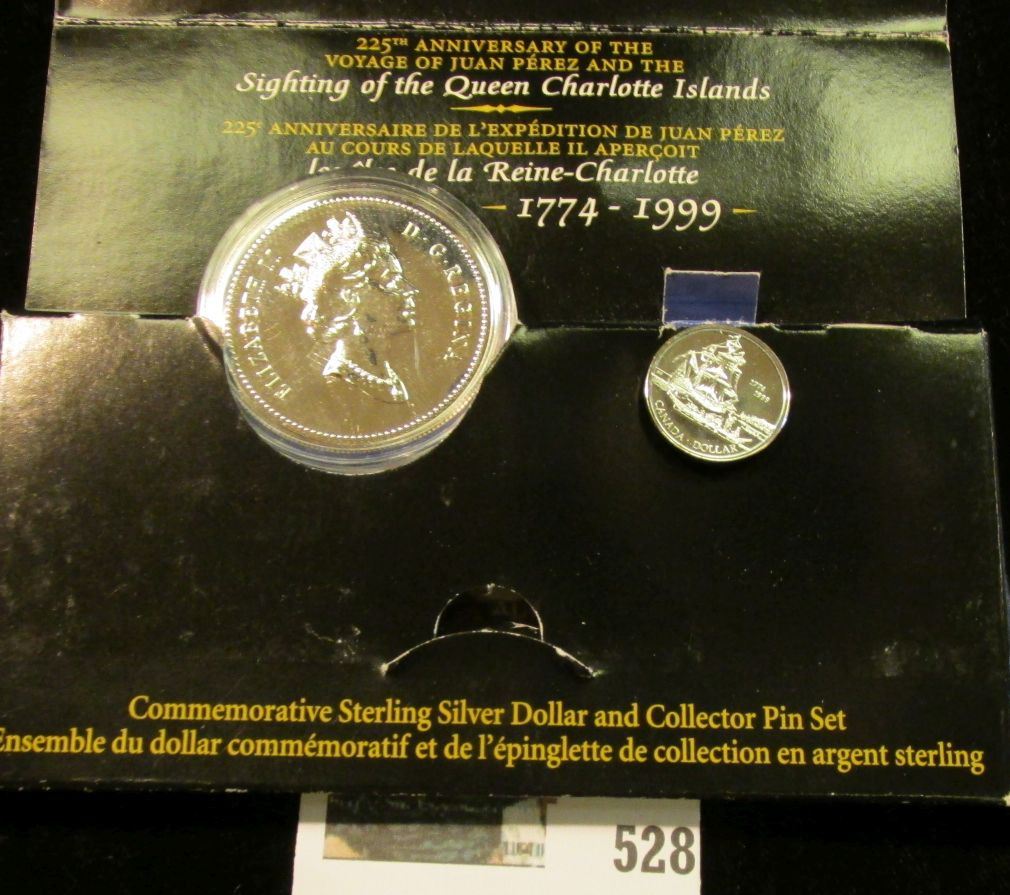 225TH ANNIVERSARY OF THE
VOYAGE OF JUAN PÉREZ AND THE
Sighting of the Queen Charlotte Islands
225E ANNIVERSAIRE DE L'EXPÉDITION DE JUAN PÉREZ
AU COURS DE LAQUELLE IL APERÇOIT
les îles de la Reine-Charlotte
– 1774 - 1999 –
ELIZABETH II D.G. REGINA
1774
1999
CANADA · DOLLAR
Commemorative Sterling Silver Dollar and Collector Pin Set
Ensemble du dollar commémoratif et de l'épinglette de collection en argent sterling
528